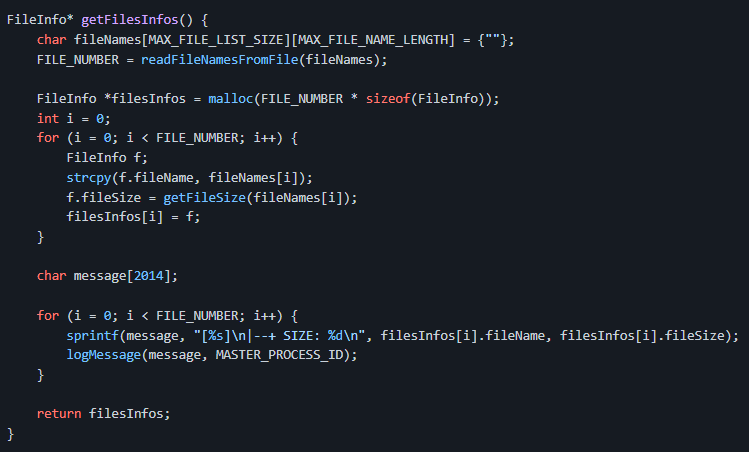 FileInfo* getFilesInfos() {
    char fileNames[MAX_FILE_LIST_SIZE][MAX_FILE_NAME_LENGTH] = {""};
    FILE_NUMBER = readFileNamesFromFile(fileNames);

    FileInfo *filesInfos = malloc(FILE_NUMBER * sizeof(FileInfo));
    int i = 0;
    for (i = 0; i < FILE_NUMBER; i++) {
        FileInfo f;
        strcpy(f.fileName, fileNames[i]);
        f.fileSize = getFileSize(fileNames[i]);
        filesInfos[i] = f;
    }

    char message[2014];

    for (i = 0; i < FILE_NUMBER; i++) {
        sprintf(message, "[%s]\n|--+ SIZE: %d\n", filesInfos[i].fileName, filesInfos[i].fileSize);
        logMessage(message, MASTER_PROCESS_ID);
    }

    return filesInfos;
}